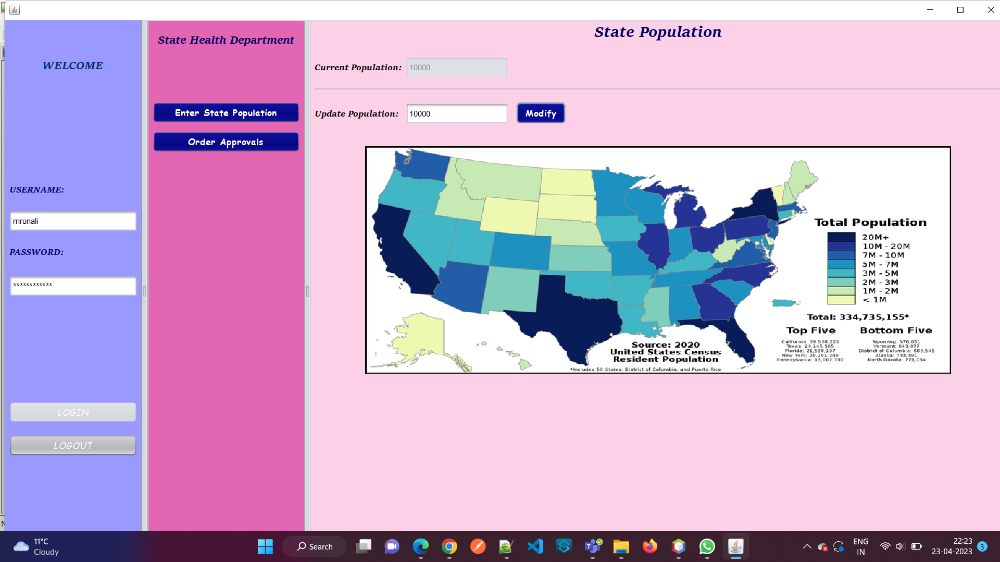 WELCOME
USERNAME:
mrunali
PASSWORD:
************
LOGIN
LOGOUT
State Health Department
Enter State Population
Order Approvals
State Population
Current Population:
10000
Update Population:
10000
Modify
Total Population
20M+
10M - 20M
7M - 10M
5M - 7M
3M - 5M
2M - 3M
1M - 2M
< 1M
Total: 334,735,155*
Top Five
California: 39,538,223
Texas: 29,145,505
Florida: 21,538,187
New York: 20,201,249
Pennsylvania: 13,002,700
Bottom Five
Wyoming: 576,851
Vermont: 643,077
District of Columbia: 689,545
Alaska: 733,391
North Dakota: 779,094
Source: 2020
United States Census
Resident Population
*Includes 50 States, District of Columbia, and Puerto Rico
11°C
Cloudy
Search
ENG
IN
22:23
23-04-2023
3